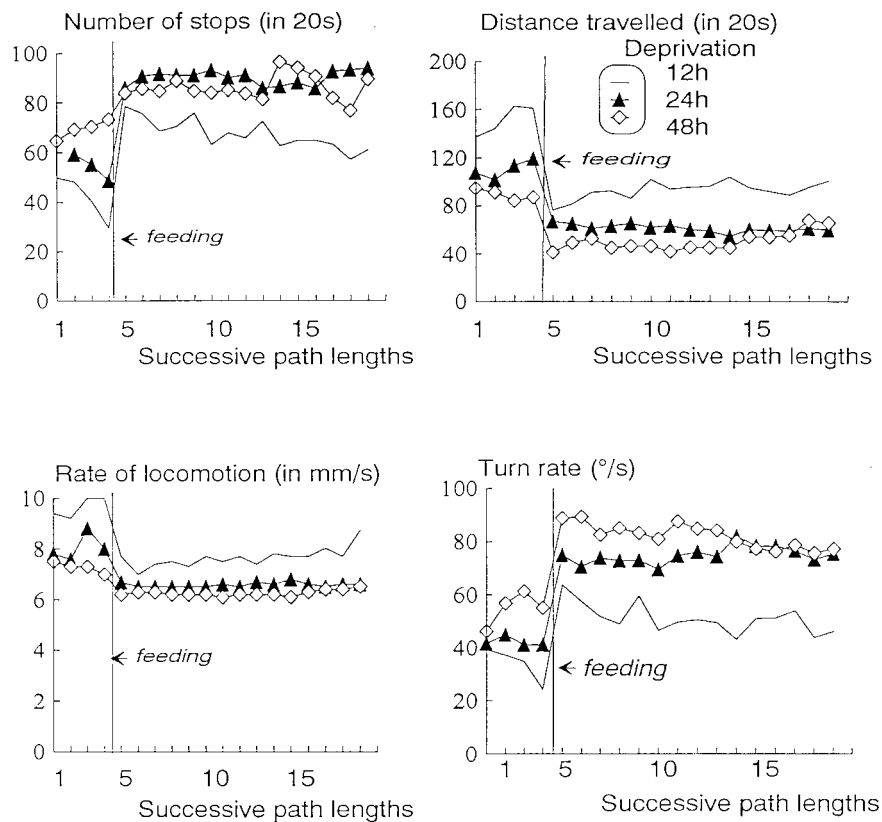 Number of stops (in 20s)
100
80
60
40
20
0
← feeding
1 5 10 15
Successive path lengths
Distance travelled (in 20s)
Deprivation
12h
24h
48h
200
160
120
80
40
0
← feeding
1 5 10 15
Successive path lengths
Rate of locomotion (in mm/s)
10
8
6
4
2
0
← feeding
1 5 10 15
Successive path lengths
Turn rate (°/s)
100
80
60
40
20
0
← feeding
1 5 10 15
Successive path lengths